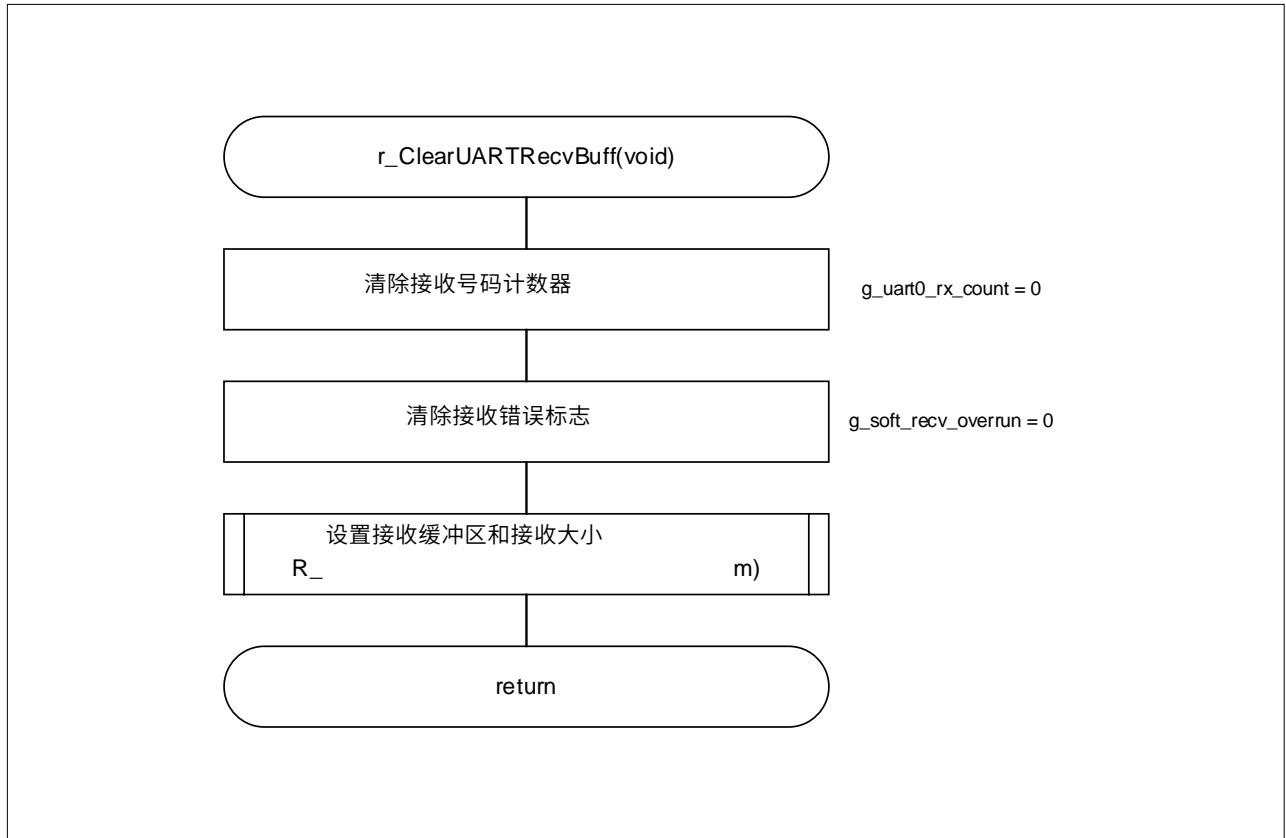 r_ClearUARTRecvBuff(void)
清除接收号码计数器
g_uart0_rx_count = 0
清除接收错误标志
g_soft_recv_overrun = 0
设置接收缓冲区和接收大小
R_ m)
return